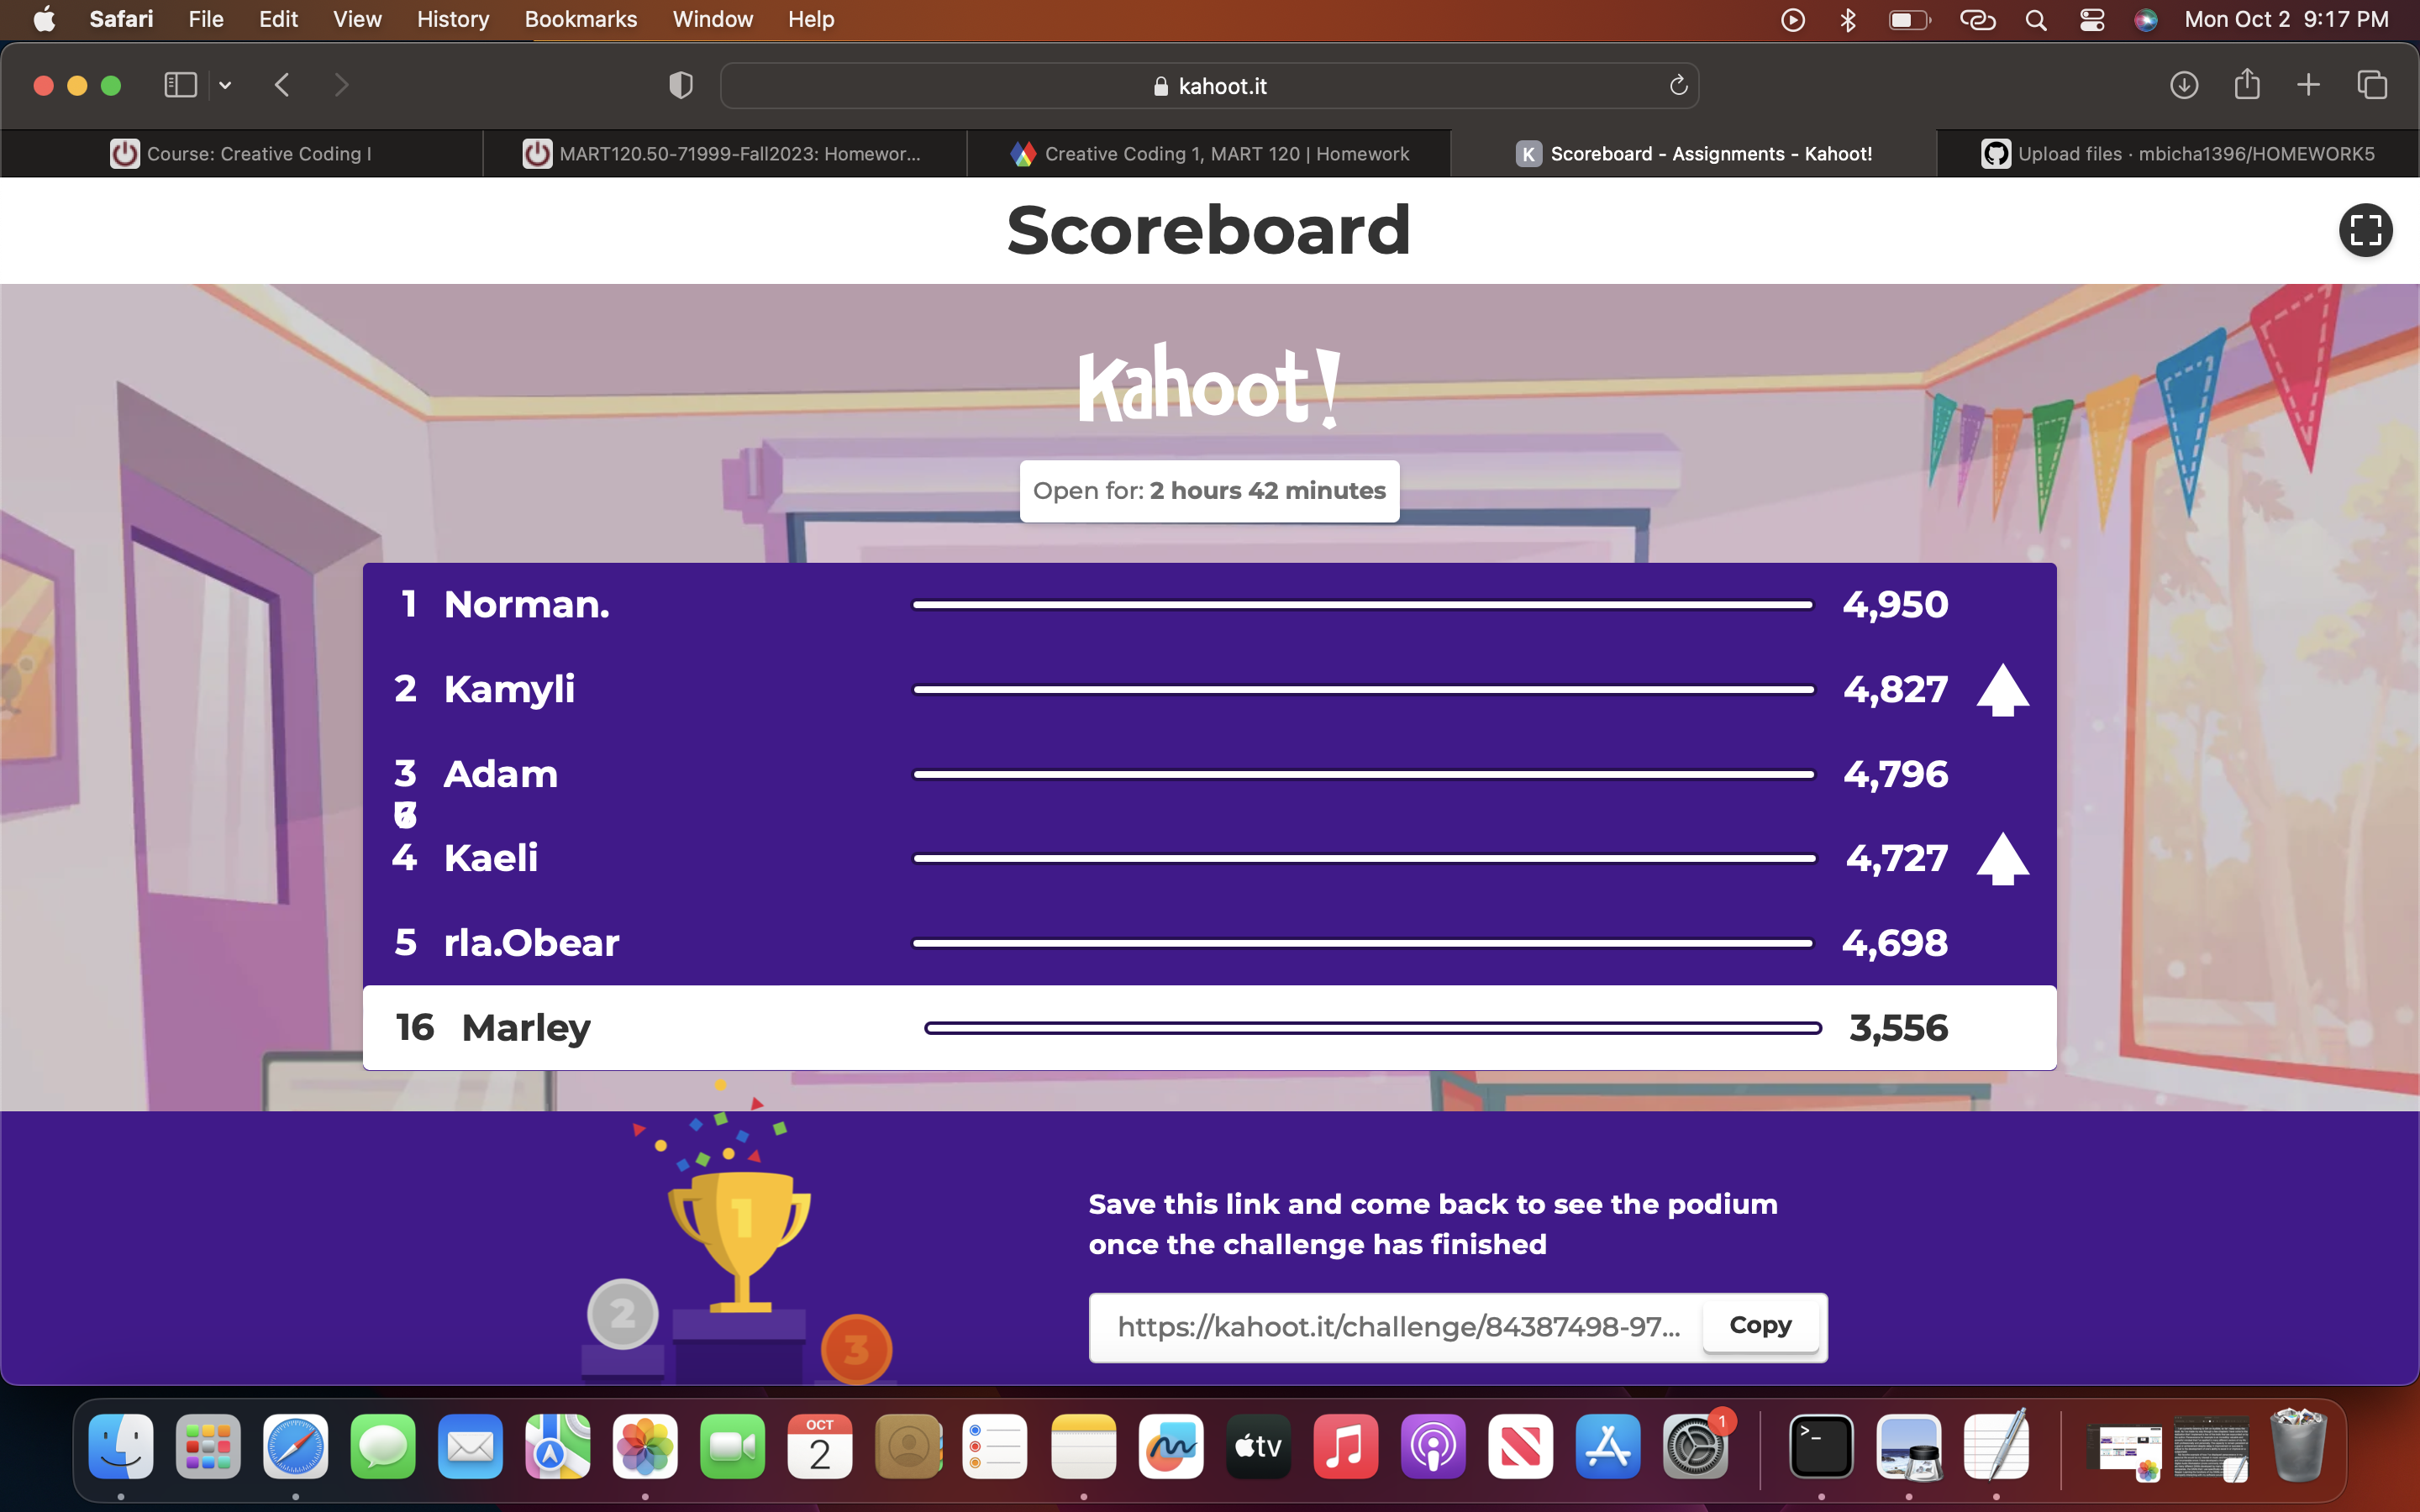 Safari File Edit View History Bookmarks Window Help Mon Oct 2 9:17 PM
kahoot.it
Course: Creative Coding I
MART120.50-71999-Fall2023: Homewor...
Creative Coding 1, MART 120 | Homework
K Scoreboard - Assignments - Kahoot!
Upload files · mbicha1396/HOMEWORK5
Scoreboard
Kahoot!
Open for: 2 hours 42 minutes
1 Norman. 4,950
2 Kamyli 4,827
3 Adam 4,796
4 Kaeli 4,727
5 rla.Obear 4,698
16 Marley 3,556
1
2
3
Save this link and come back to see the podium
once the challenge has finished
https://kahoot.it/challenge/84387498-97... Copy
OCT
2
tv
1
>_